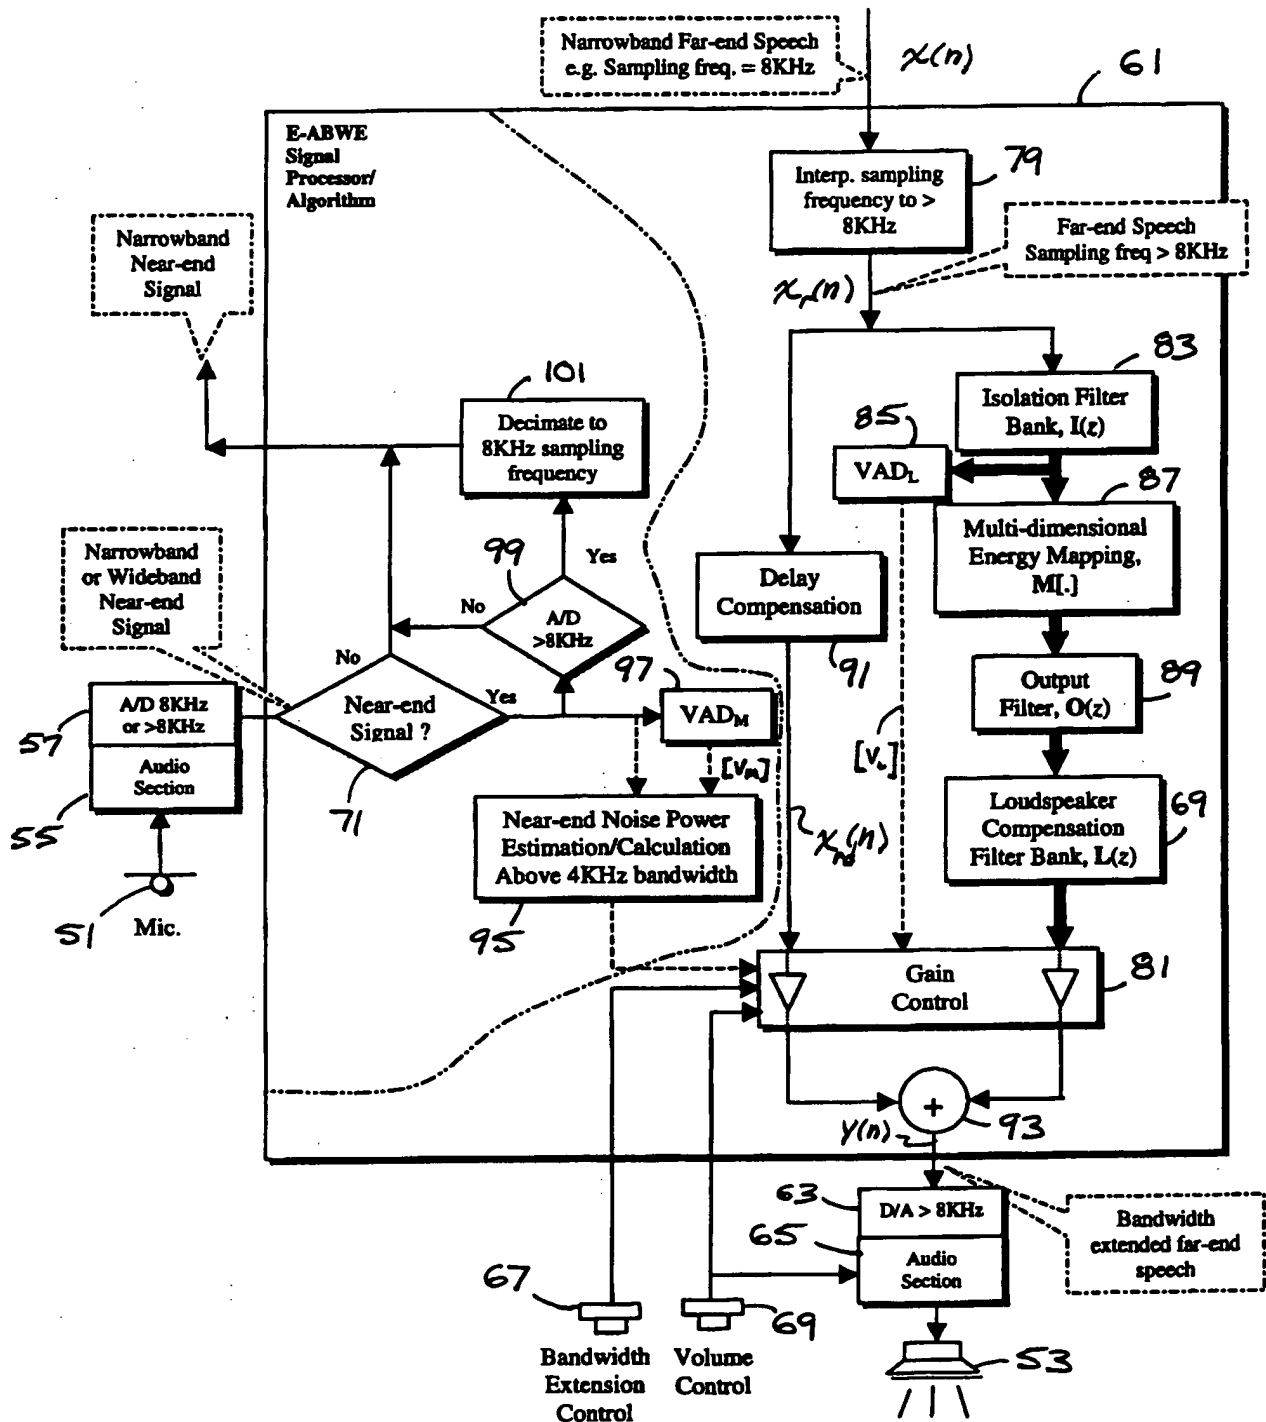 Narrowband Far-end Speech
e.g. Sampling freq. = 8KHz
x(n)
61
E-ABWE
Signal
Processor/
Algorithm
Interp. sampling
frequency to >
8KHz
79
Far-end Speech
Sampling freq > 8KHz
Narrowband
Near-end
Signal
83
101
Isolation Filter
Bank, I(z)
Decimate to
8KHz sampling
frequency
85
VADL
87
Multi-dimensional
Energy Mapping,
M[.]
Narrowband
or Wideband
Near-end
Signal
99
Yes
No
A/D
>8KHz
Delay
Compensation
91
No
97
Output
Filter, O(z)
89
A/D 8KHz
or >8KHz
57
Near-end
Signal ?
Yes
VADM
Audio
Section
55
71
[VM]
[VL]
Near-end Noise Power
Estimation/Calculation
Above 4KHz bandwidth
Loudspeaker
Compensation
Filter Bank, L(z)
69
51
Mic.
95
Gain
Control
81
+
93
y(n)
63
D/A > 8KHz
Bandwidth
extended far-end
speech
65
Audio
Section
67
69
53
Bandwidth
Extension
Control
Volume
Control